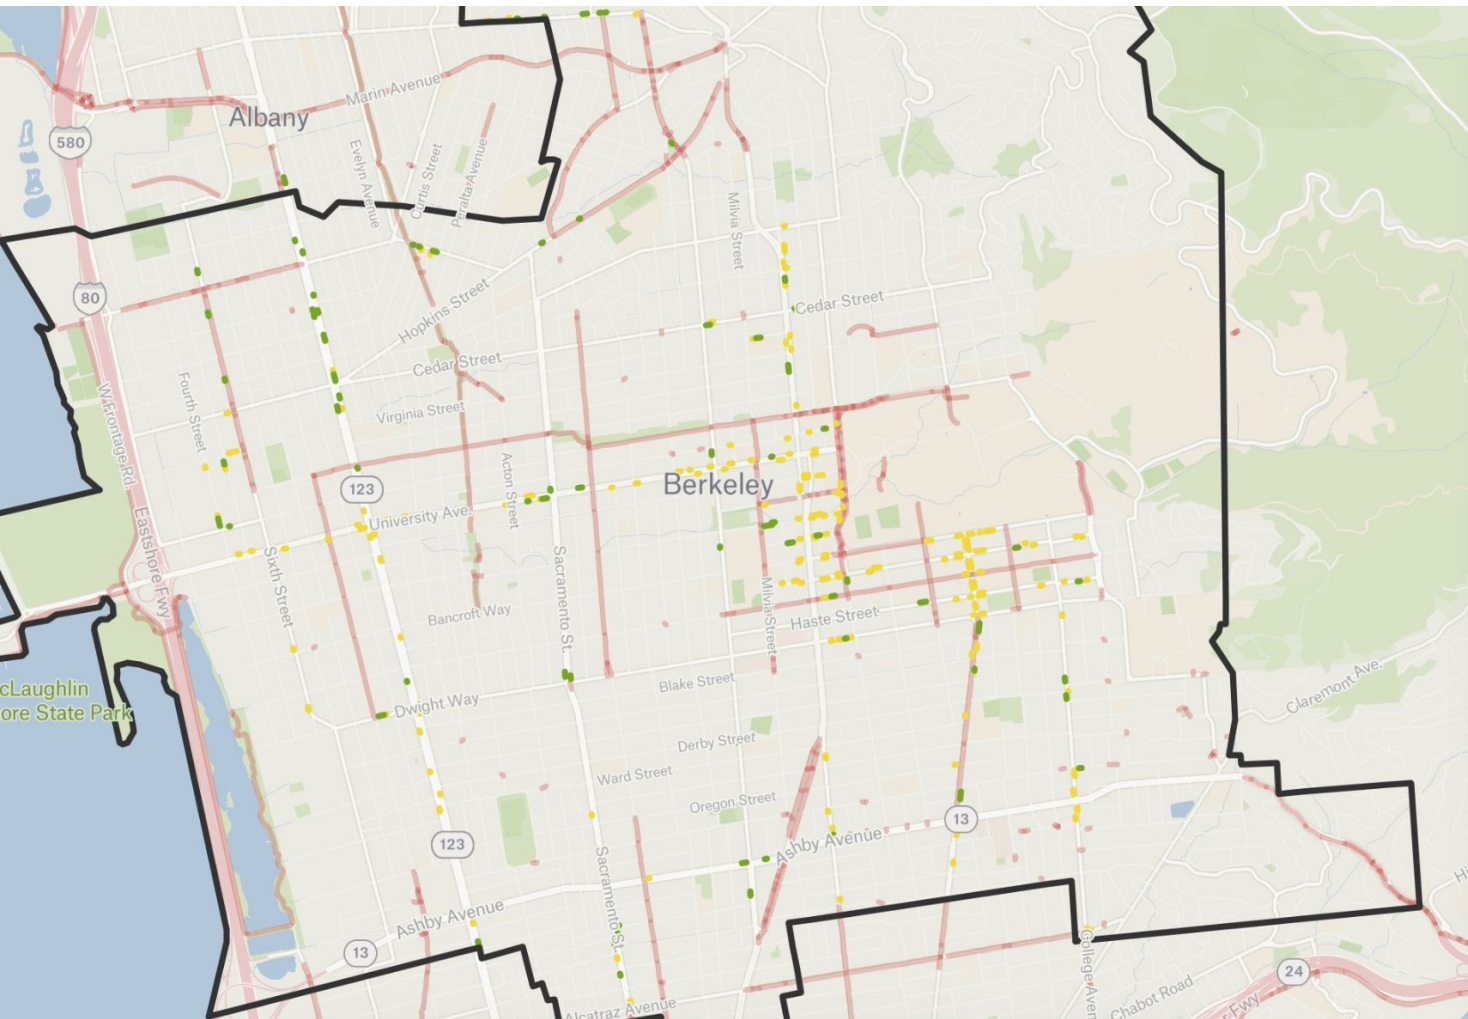 Marin Avenue
Albany
580
Evelyn Avenue
Curtis Street
Peralta Avenue
Milvia Street
80
Hopkins Street
Cedar Street
Cedar Street
W Frontage Rd
Fourth Street
Virginia Street
123
Acton Street
Berkeley
University Ave.
Eastshore Fwy
Sixth Street
Sacramento St.
Bancroft Way
Milvia Street
Haste Street
cLaughlin
ore State Park
Dwight Way
Blake Street
Claremont Ave.
Derby Street
Ward Street
Oregon Street
13
Ashby Avenue
123
Sacramento St.
Ashby Avenue
13
College Aven
24
Chabot Road
Alcatraz Avenue
r Fwy
Hi